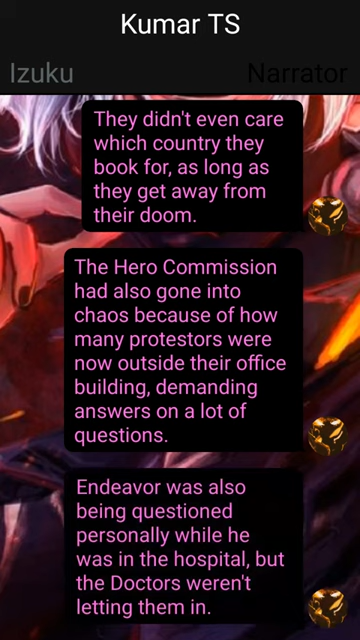 Kumar TS
Izuku
Narrator
They didn't even care
which country they
book for, as long as
they get away from
their doom.
The Hero Commission
had also gone into
chaos because of how
many protestors were
now outside their office
building, demanding
answers on a lot of
questions.
Endeavor was also
being questioned
personally while he
was in the hospital, but
the Doctors weren't
letting them in.